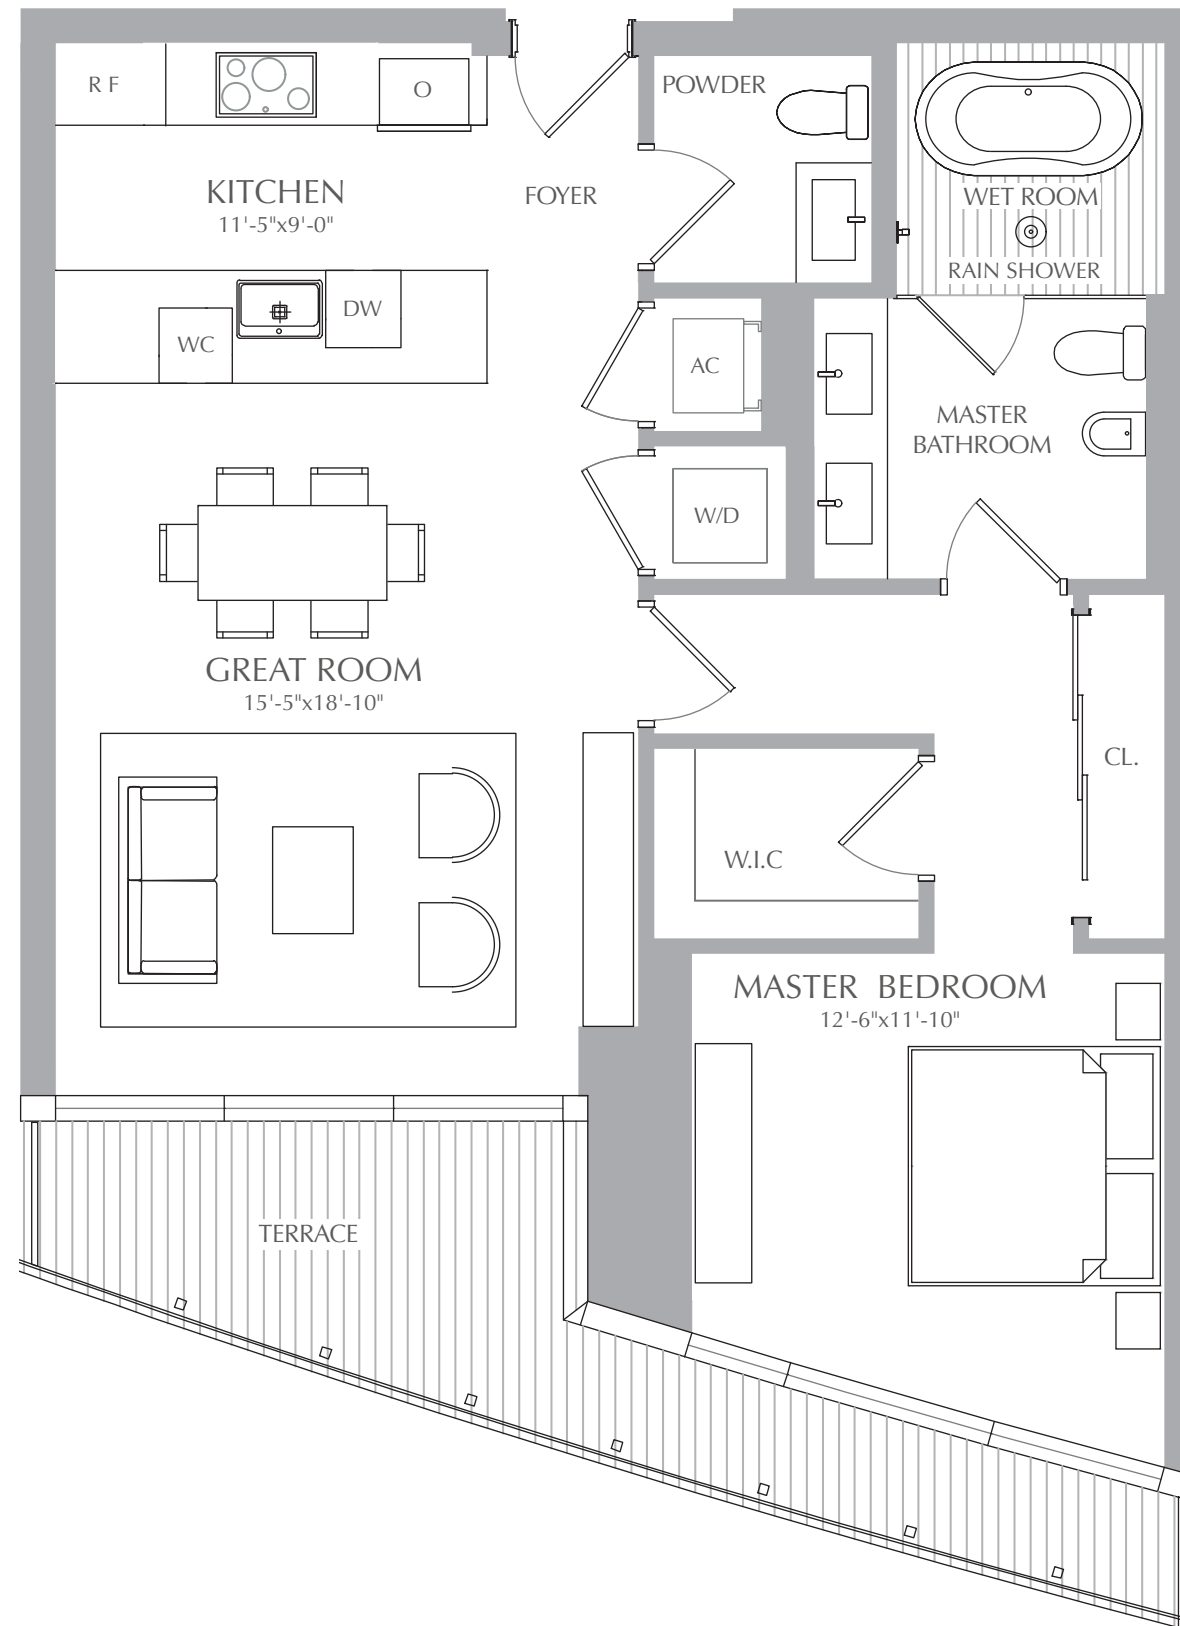 R F
O
POWDER
KITCHEN
11'-5"x9'-0"
FOYER
WET ROOM
RAIN SHOWER
WC
DW
AC
MASTER
BATHROOM
W/D
GREAT ROOM
15'-5"x18'-10"
CL.
W.I.C
MASTER BEDROOM
12'-6"x11'-10"
TERRACE